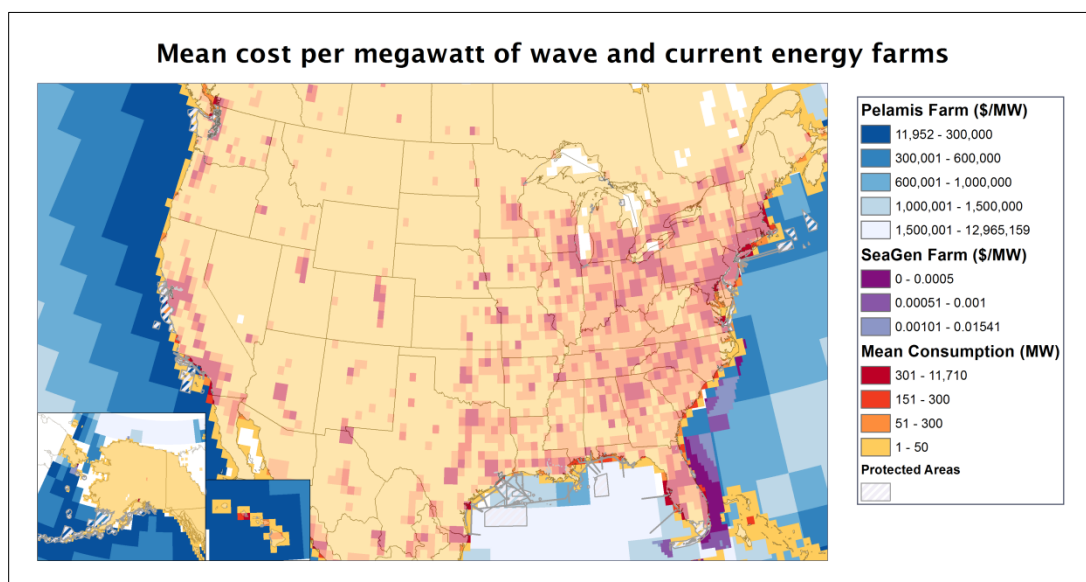 Mean cost per megawatt of wave and current energy farms
Pelamis Farm ($/MW)
11,952 - 300,000
300,001 - 600,000
600,001 - 1,000,000
1,000,001 - 1,500,000
1,500,001 - 12,965,159
SeaGen Farm ($/MW)
0 - 0.0005
0.00051 - 0.001
0.00101 - 0.01541
Mean Consumption (MW)
301 - 11,710
151 - 300
51 - 300
1 - 50
Protected Areas